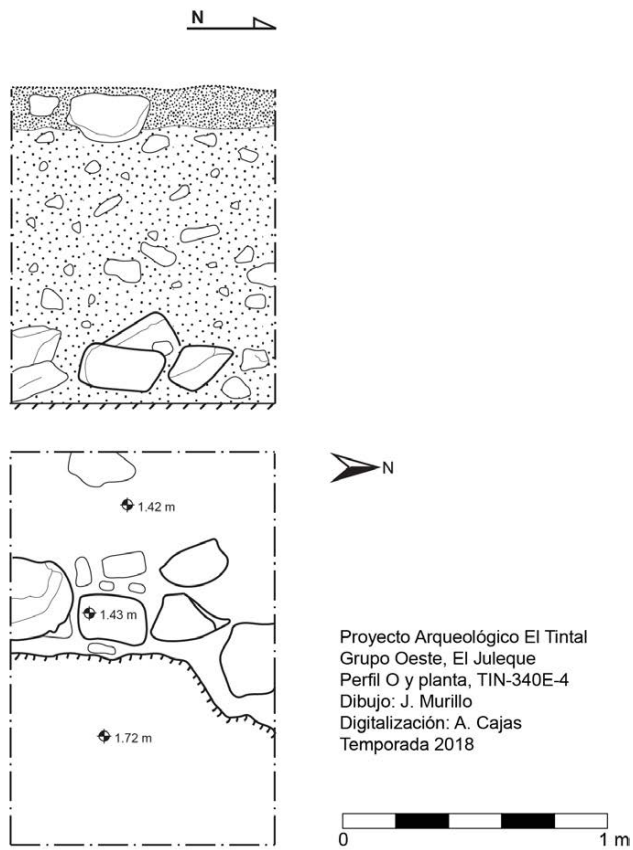 N
N
1.42 m
1.43 m
1.72 m
Proyecto Arqueológico El Tintal
Grupo Oeste, El Juleque
Perfil O y planta, TIN-340E-4
Dibujo: J. Murillo
Digitalización: A. Cajas
Temporada 2018
0 1 m